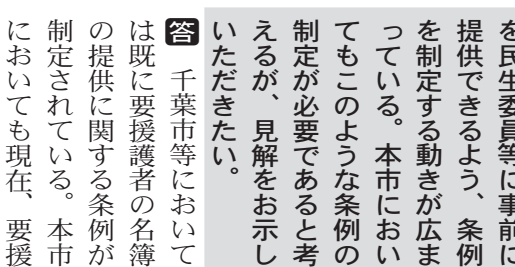 を民生委員等に事前に
提供できるよう、条例
を制定する動きが広ま
っている。本市におい
てもこのような条例の
制定が必要であると考
えるが、見解をお示し
いただきたい。
答　千葉市等において
は既に要援護者の名簿
の提供に関する条例が
制定されている。本市
においても現在、要援